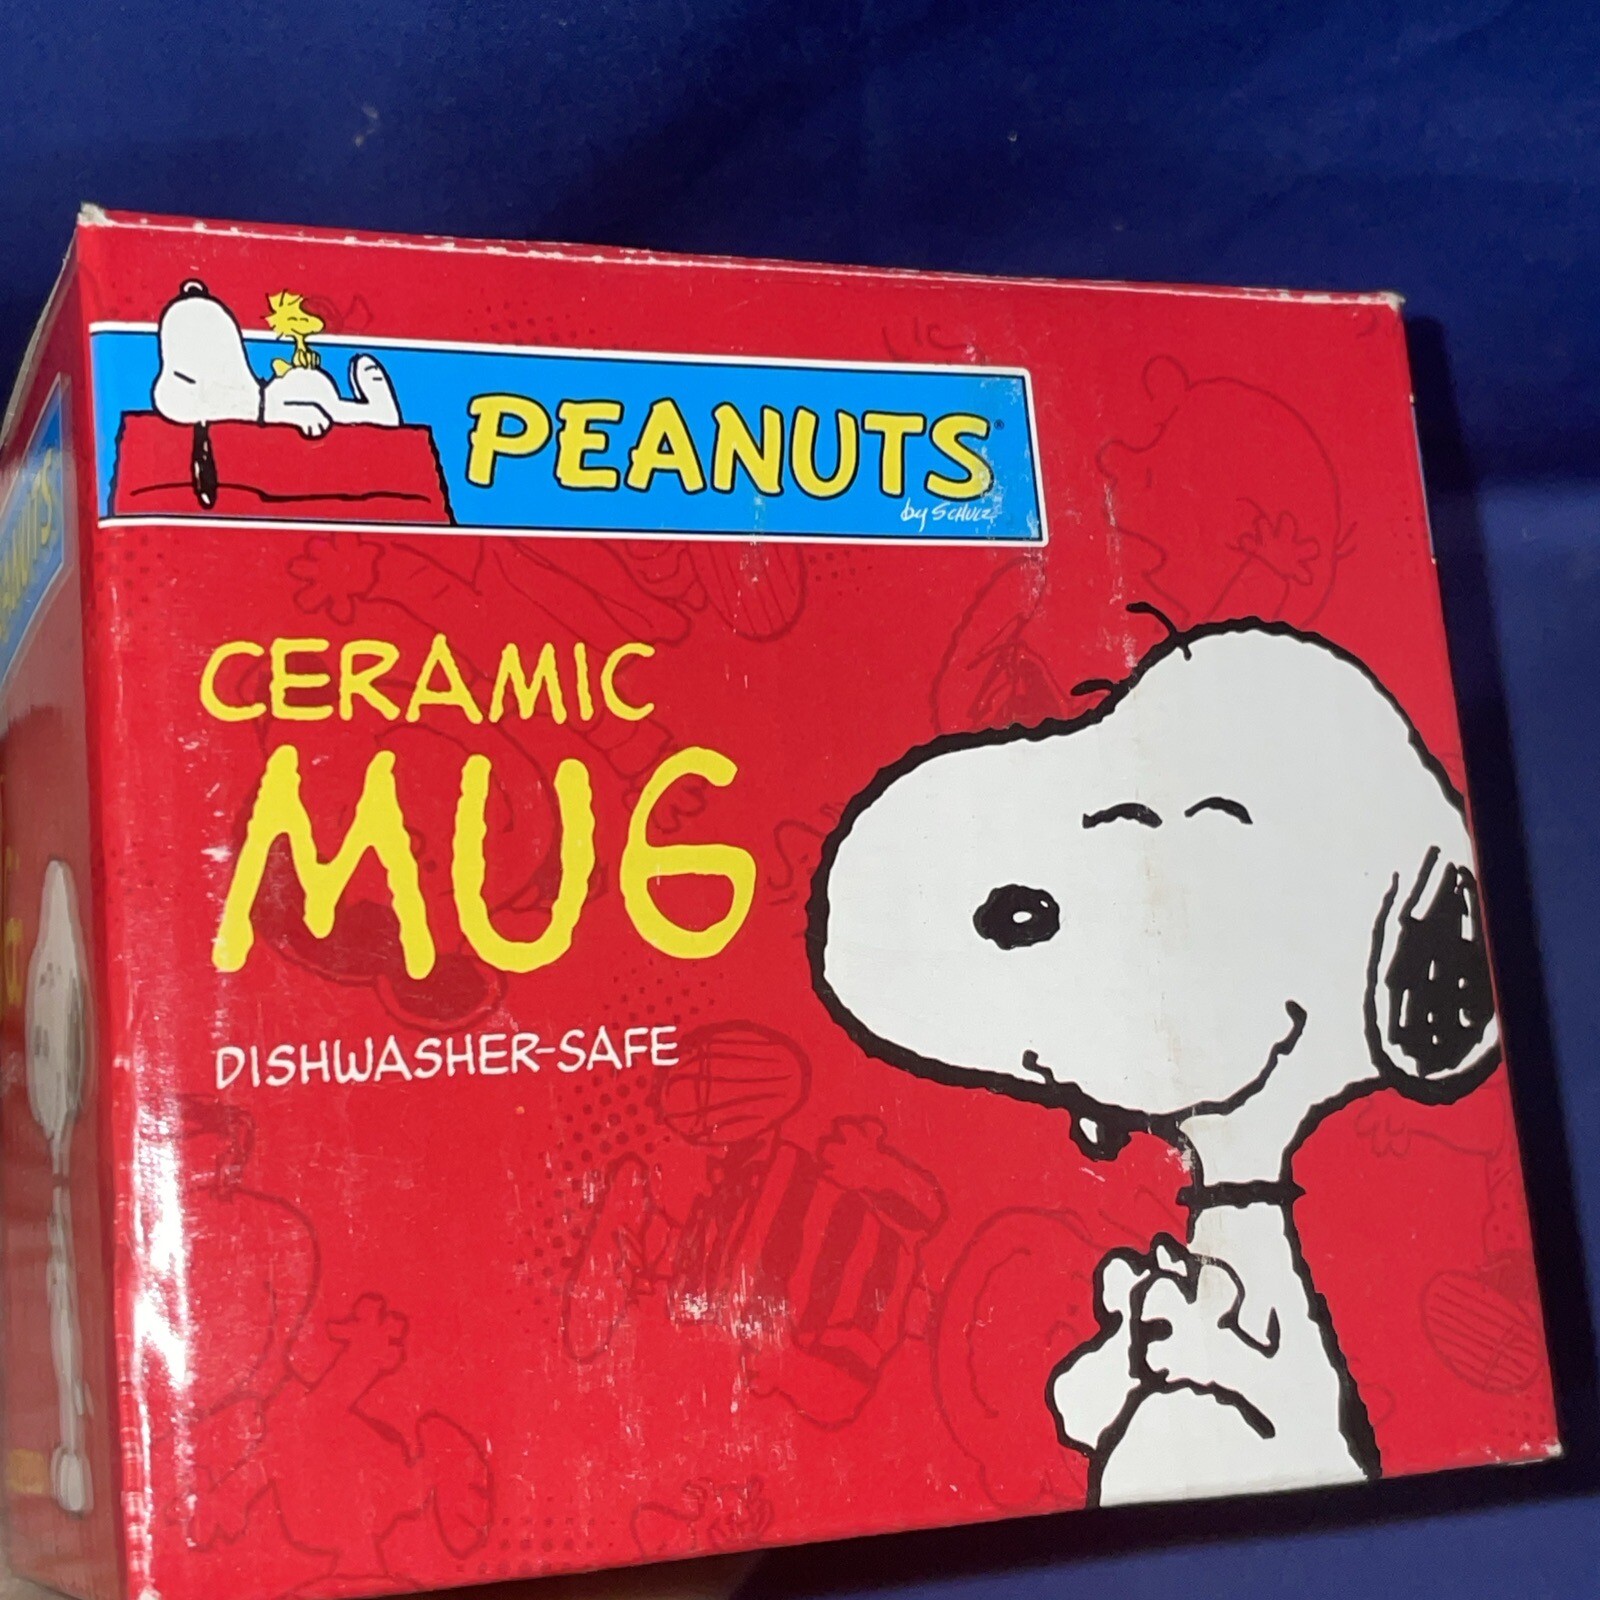 PEANUTS®
by SCHULZ
CERAMIC
MUG
DISHWASHER-SAFE